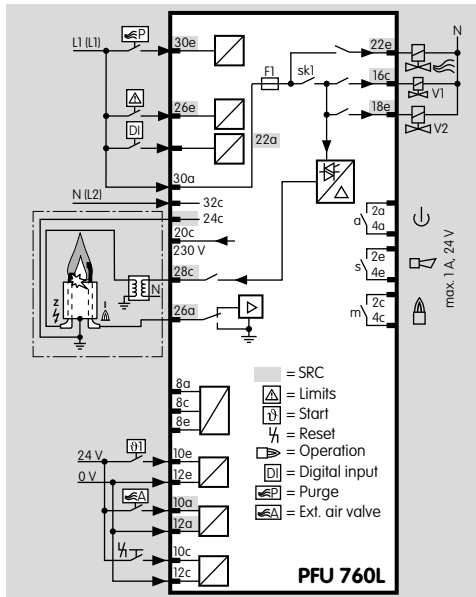 L1 (L1)
P
30e
F1
sk1
22e
N
16c
V1
26e
18e
V2
DI
22a
30a
N (L2)
32c
24c
20c
230 V
28c
N
Z
I
26a
a
2a
4a
s
2e
4e
m
2c
4c
max. 1 A, 24 V
8a
8c
8e
24 V
ϑ1
10e
0 V
12e
A
10a
12a
10c
12c
= SRC
= Limits
ϑ = Start
= Reset
= Operation
DI = Digital input
P = Purge
A = Ext. air valve
PFU 760L